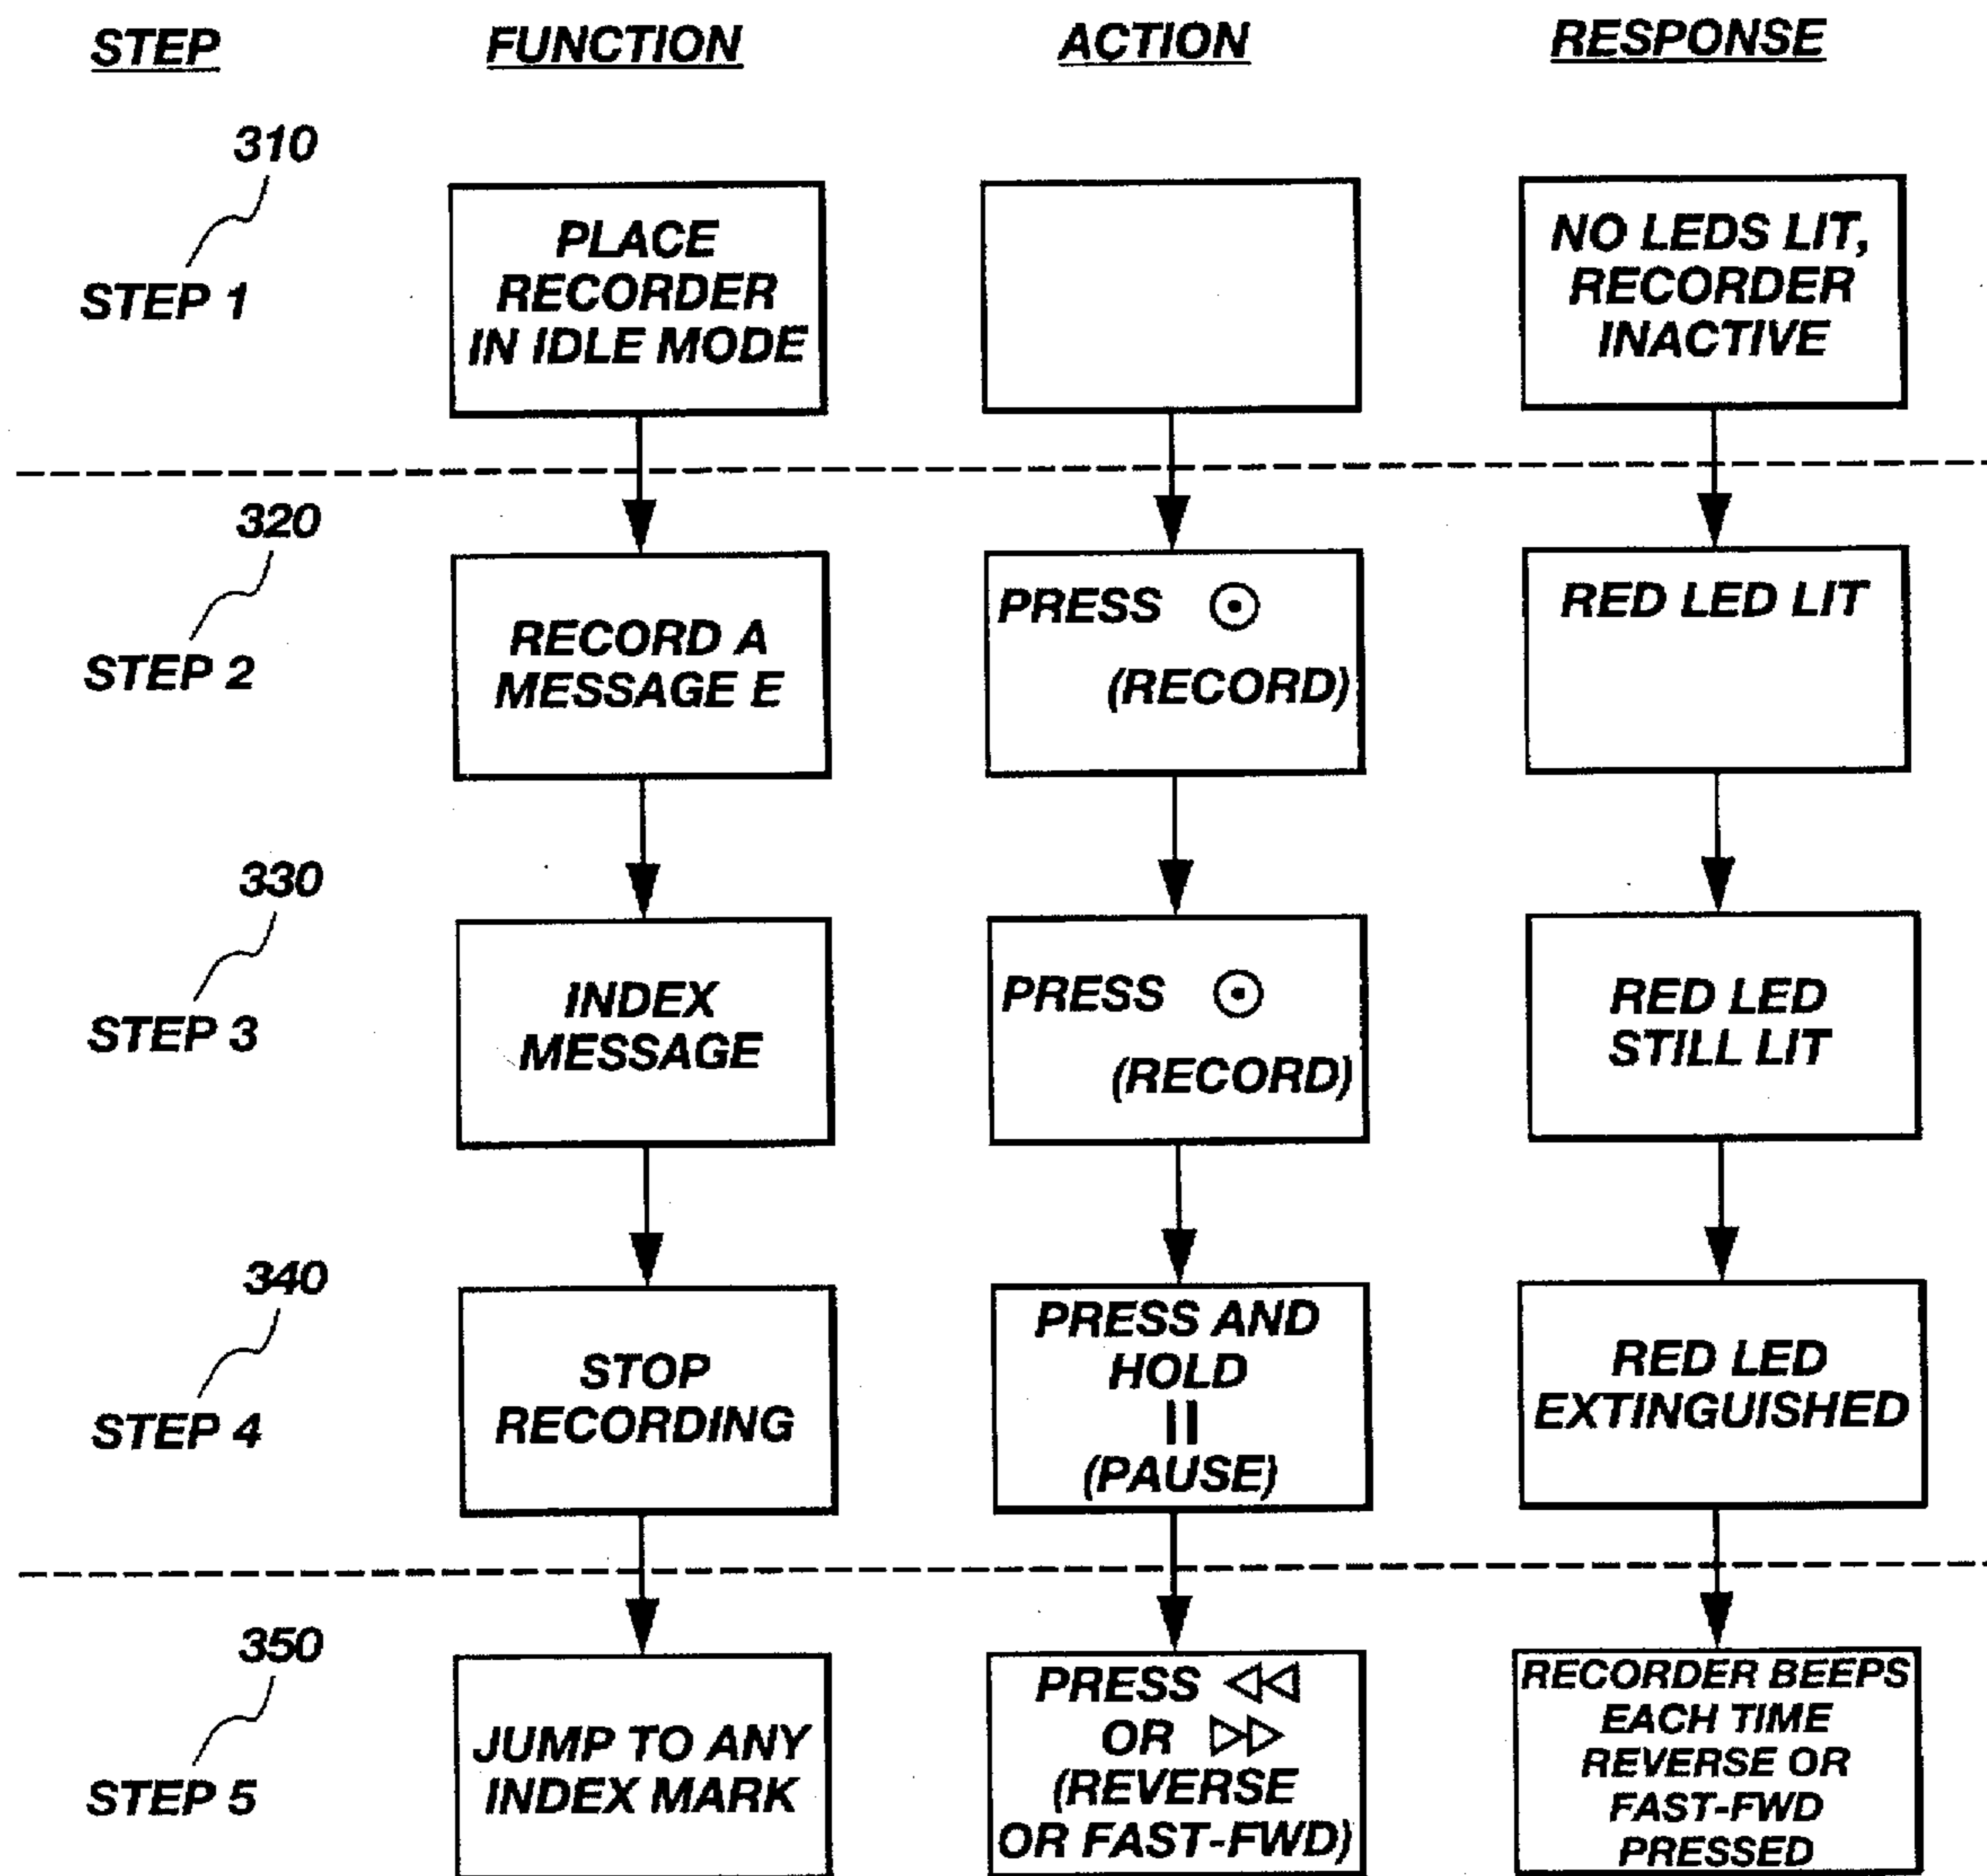 STEP FUNCTION ACTION RESPONSE
310
STEP 1
PLACE
RECORDER
IN IDLE MODE
NO LEDS LIT,
RECORDER
INACTIVE
320
STEP 2
RECORD A
MESSAGE E
PRESS
(RECORD)
RED LED LIT
330
STEP 3
INDEX
MESSAGE
PRESS
(RECORD)
RED LED
STILL LIT
340
STEP 4
STOP
RECORDING
PRESS AND
HOLD
(PAUSE)
RED LED
EXTINGUISHED
350
STEP 5
JUMP TO ANY
INDEX MARK
PRESS
OR
(REVERSE
OR FAST-FWD)
RECORDER BEEPS
EACH TIME
REVERSE OR
FAST-FWD
PRESSED